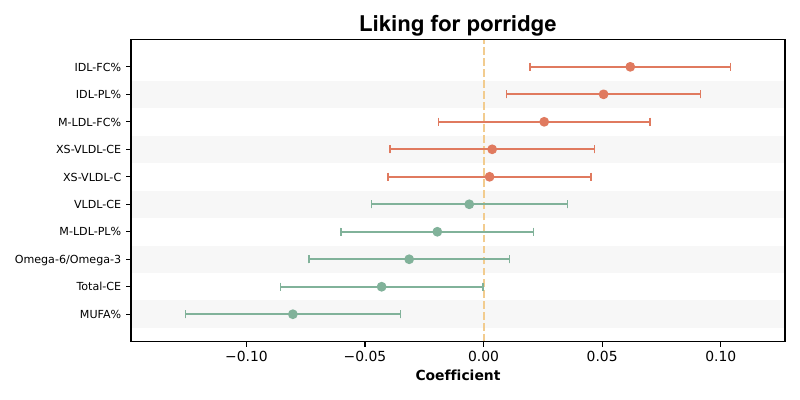 Liking for porridge
IDL-FC%
IDL-PL%
M-LDL-FC%
XS-VLDL-CE
XS-VLDL-C
VLDL-CE
M-LDL-PL%
Omega-6/Omega-3
Total-CE
MUFA%
−0.10 −0.05 0.00 0.05 0.10
Coefficient